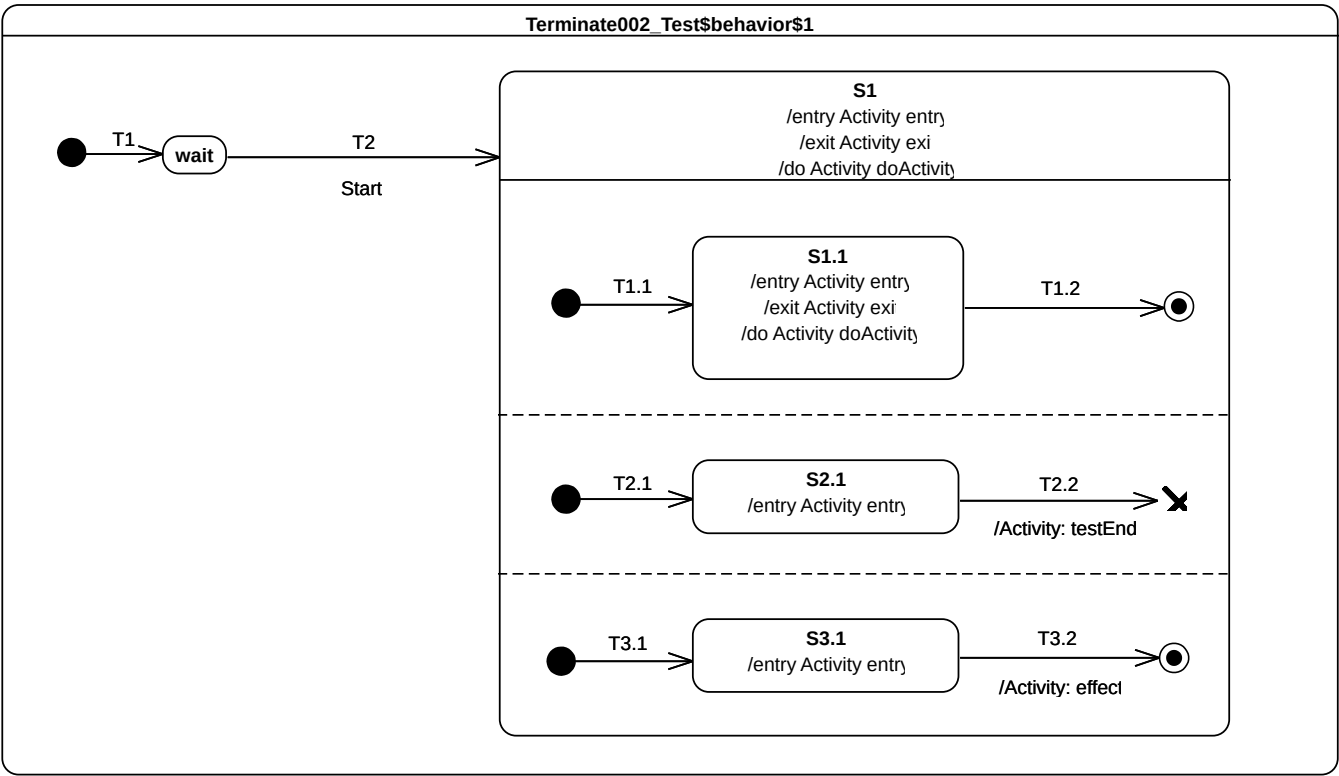 Terminate002_Test$behavior$1
T1
wait
T2
Start
S1
/entry Activity entry
/exit Activity exi
/do Activity doActivity
T1.1
S1.1
/entry Activity entry
/exit Activity exi
/do Activity doActivity
T1.2
T2.1
S2.1
/entry Activity entry
T2.2
/Activity: testEnd
T3.1
S3.1
/entry Activity entry
T3.2
/Activity: effect